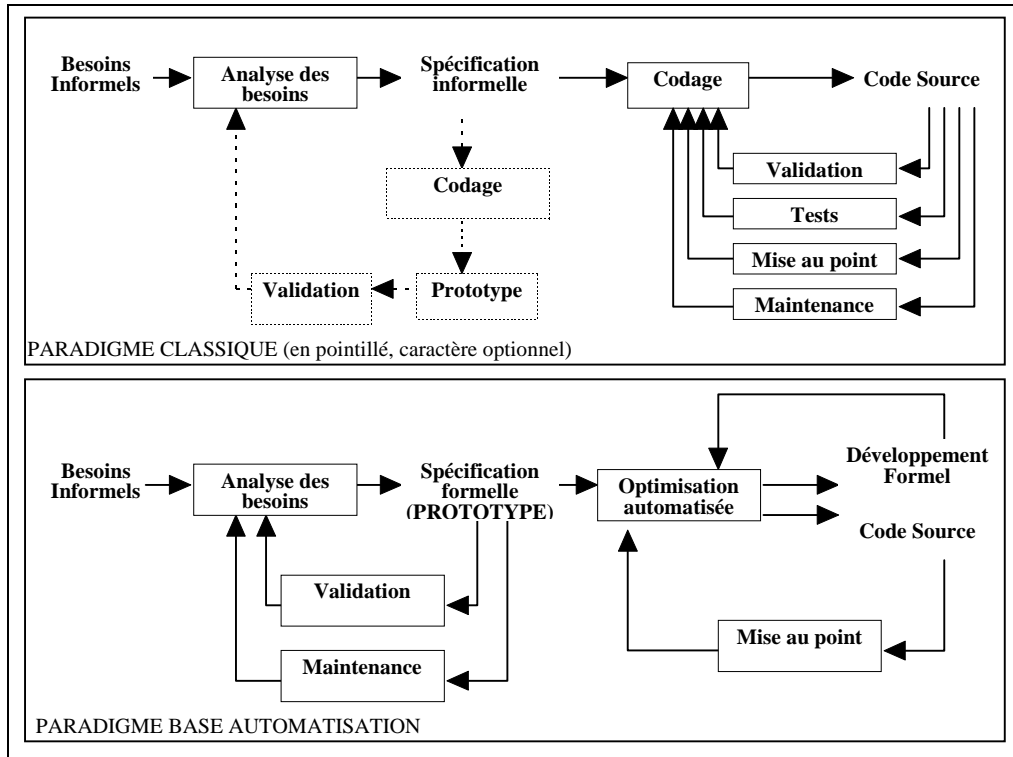 Besoins
Informels
Analyse des
besoins
Spécification
informelle
Codage
Code Source
Codage
Validation
Prototype
Validation
Tests
Mise au point
Maintenance
PARADIGME CLASSIQUE (en pointillé, caractère optionnel)
Besoins
Informels
Analyse des
besoins
Spécification
formelle
(PROTOTYPE)
Optimisation
automatisée
Développement
Formel
Code Source
Validation
Maintenance
Mise au point
PARADIGME BASE AUTOMATISATION